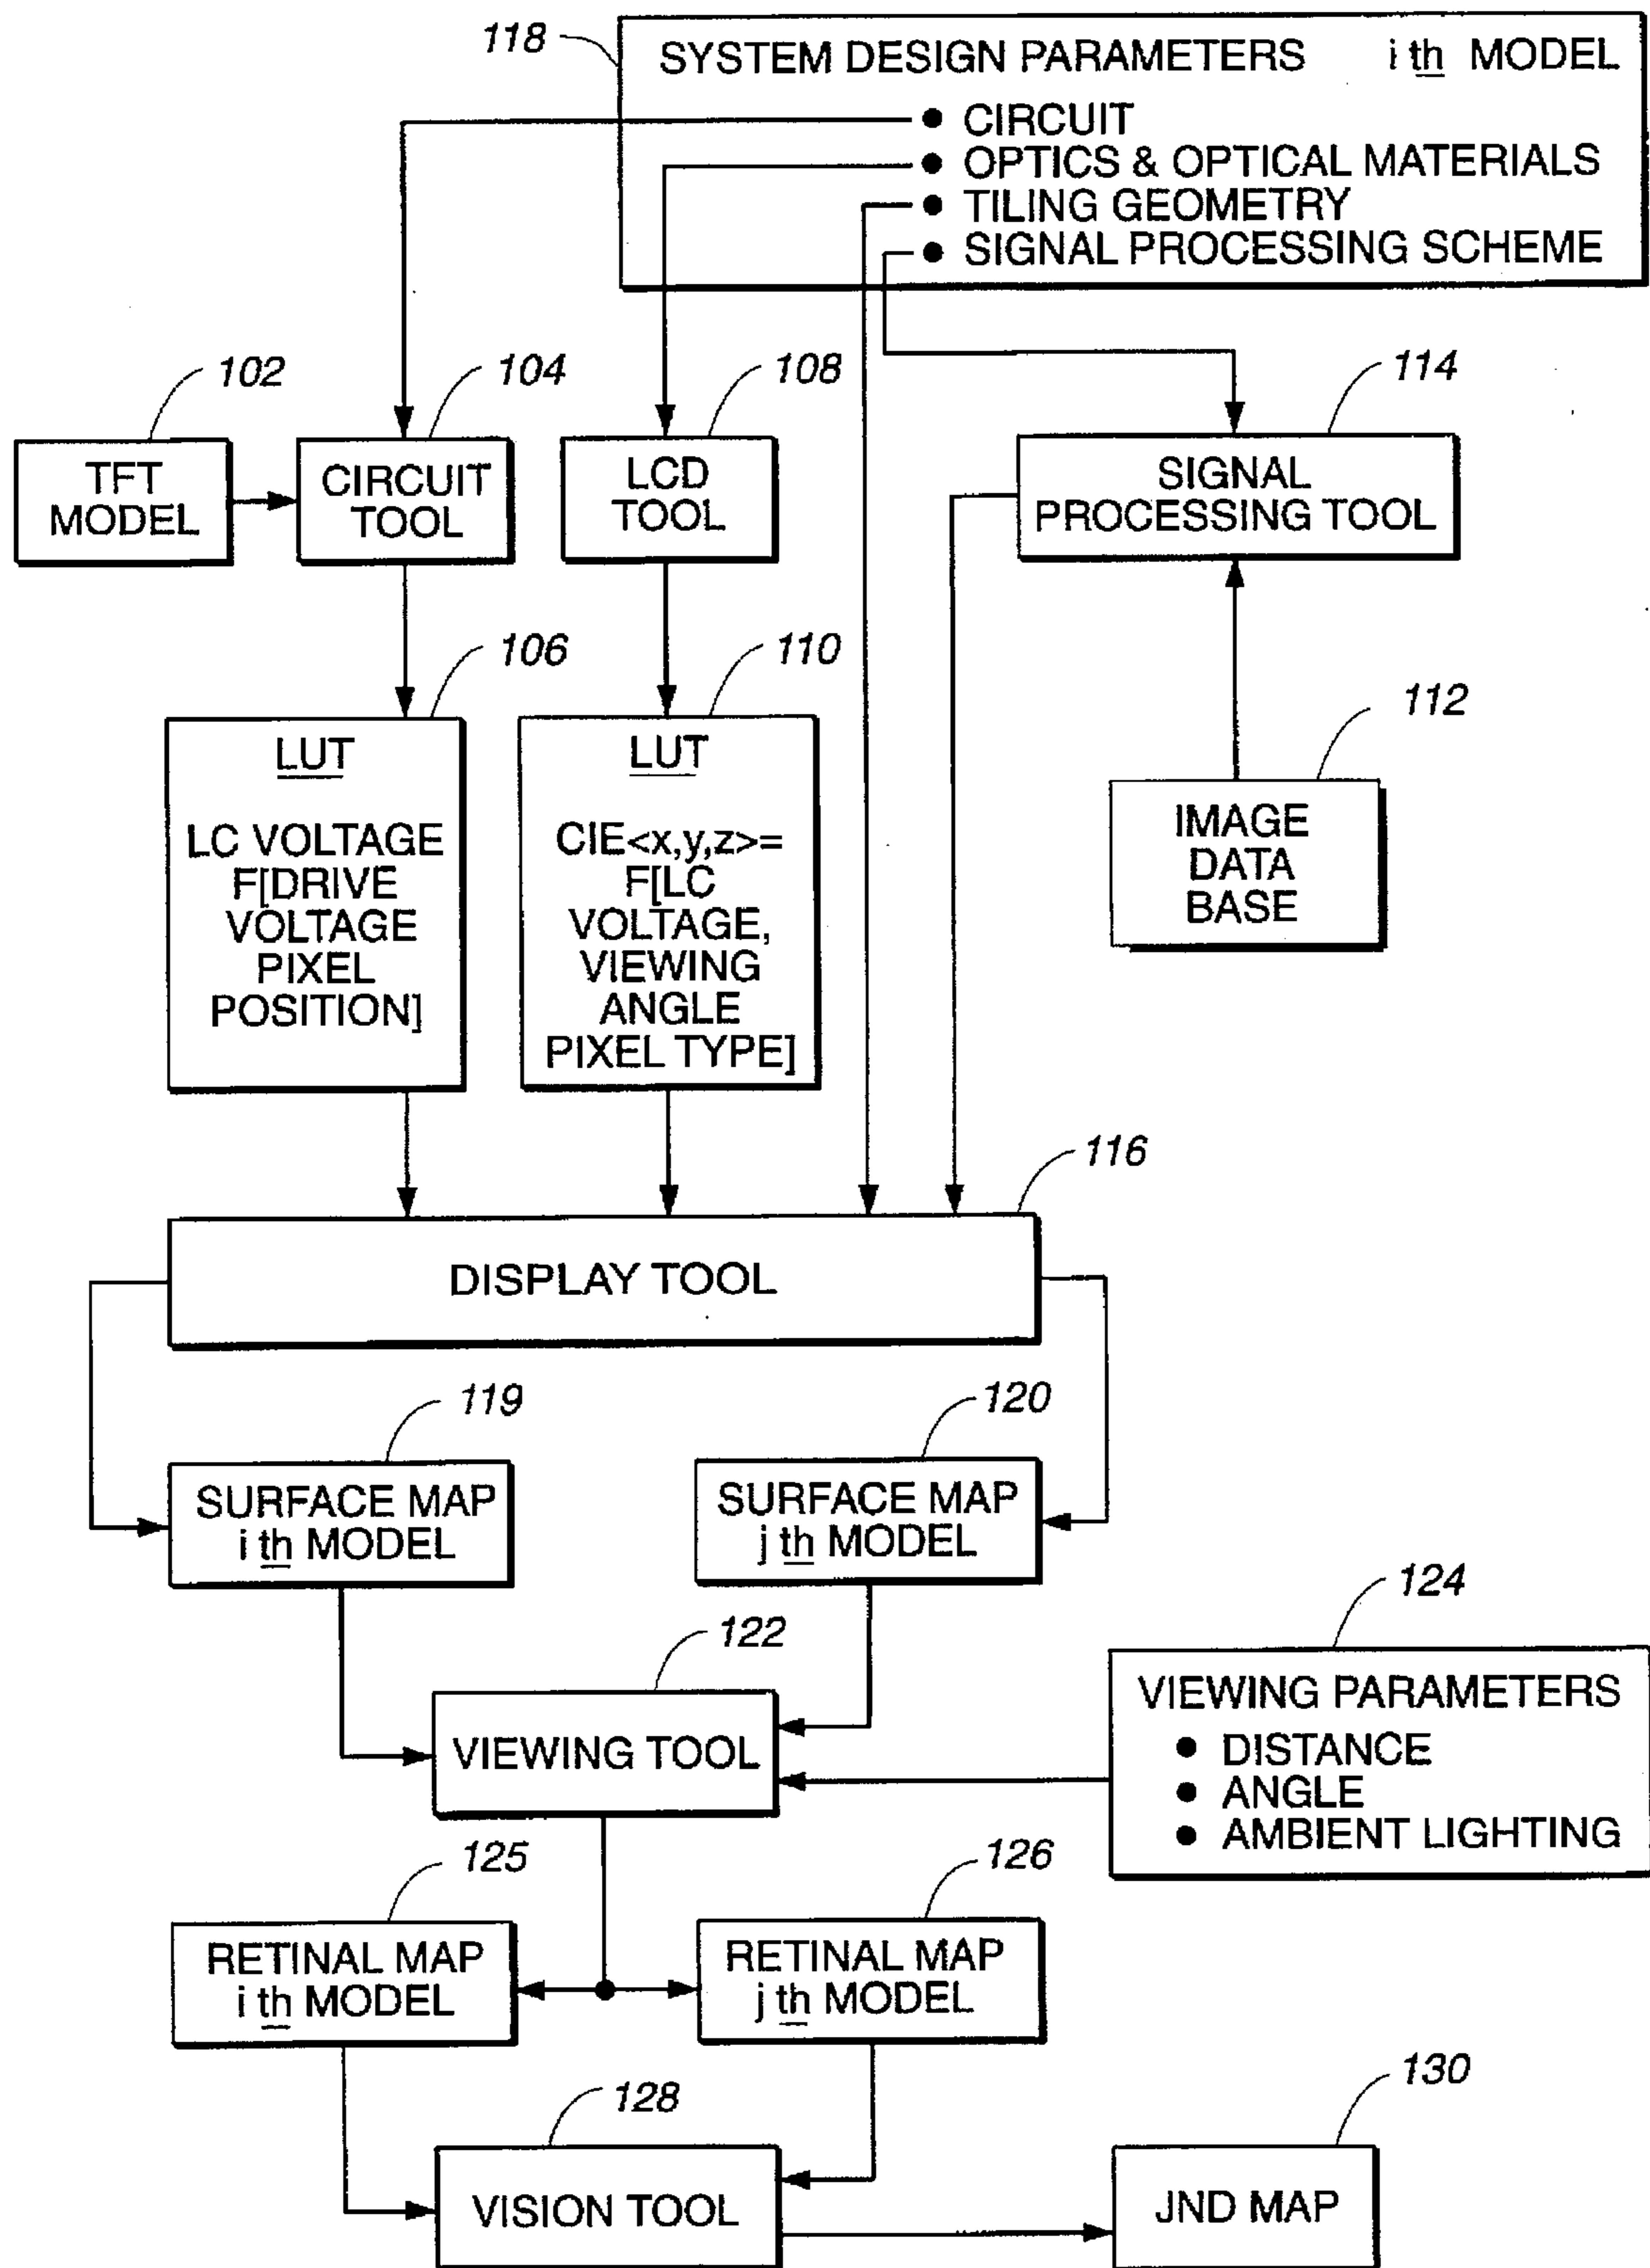 118
SYSTEM DESIGN PARAMETERS i th MODEL
● CIRCUIT
● OPTICS & OPTICAL MATERIALS
● TILING GEOMETRY
● SIGNAL PROCESSING SCHEME
102
104
108
114
TFT
MODEL
CIRCUIT
TOOL
LCD
TOOL
SIGNAL
PROCESSING TOOL
106
110
112
LUT
LC VOLTAGE
F[DRIVE
VOLTAGE
PIXEL
POSITION]
LUT
CIE<x,y,z>=
F[LC
VOLTAGE,
VIEWING
ANGLE
PIXEL TYPE]
IMAGE
DATA
BASE
116
DISPLAY TOOL
119
120
SURFACE MAP
i th MODEL
SURFACE MAP
j th MODEL
122
124
VIEWING TOOL
VIEWING PARAMETERS
● DISTANCE
● ANGLE
● AMBIENT LIGHTING
125
126
RETINAL MAP
i th MODEL
RETINAL MAP
j th MODEL
128
130
VISION TOOL
JND MAP